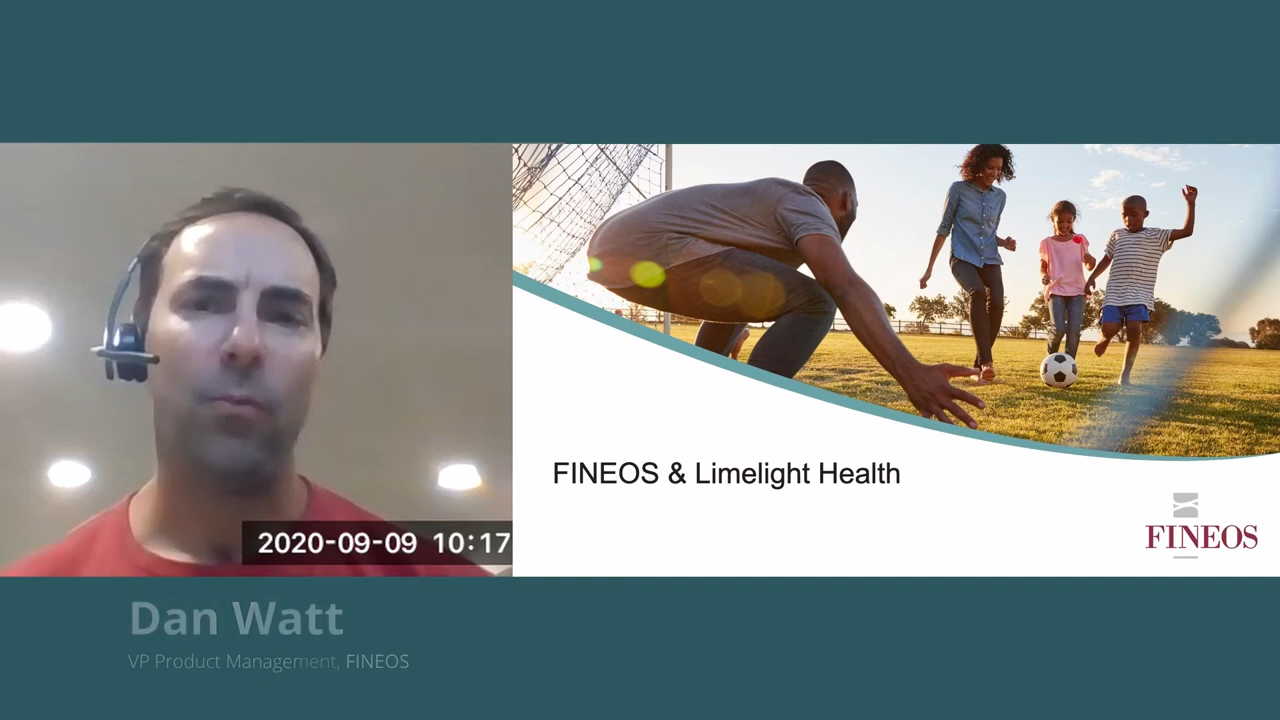 FINEOS & Limelight Health
FINEOS
2020-09-09 10:17
Dan Watt
VP Product Management, FINEOS